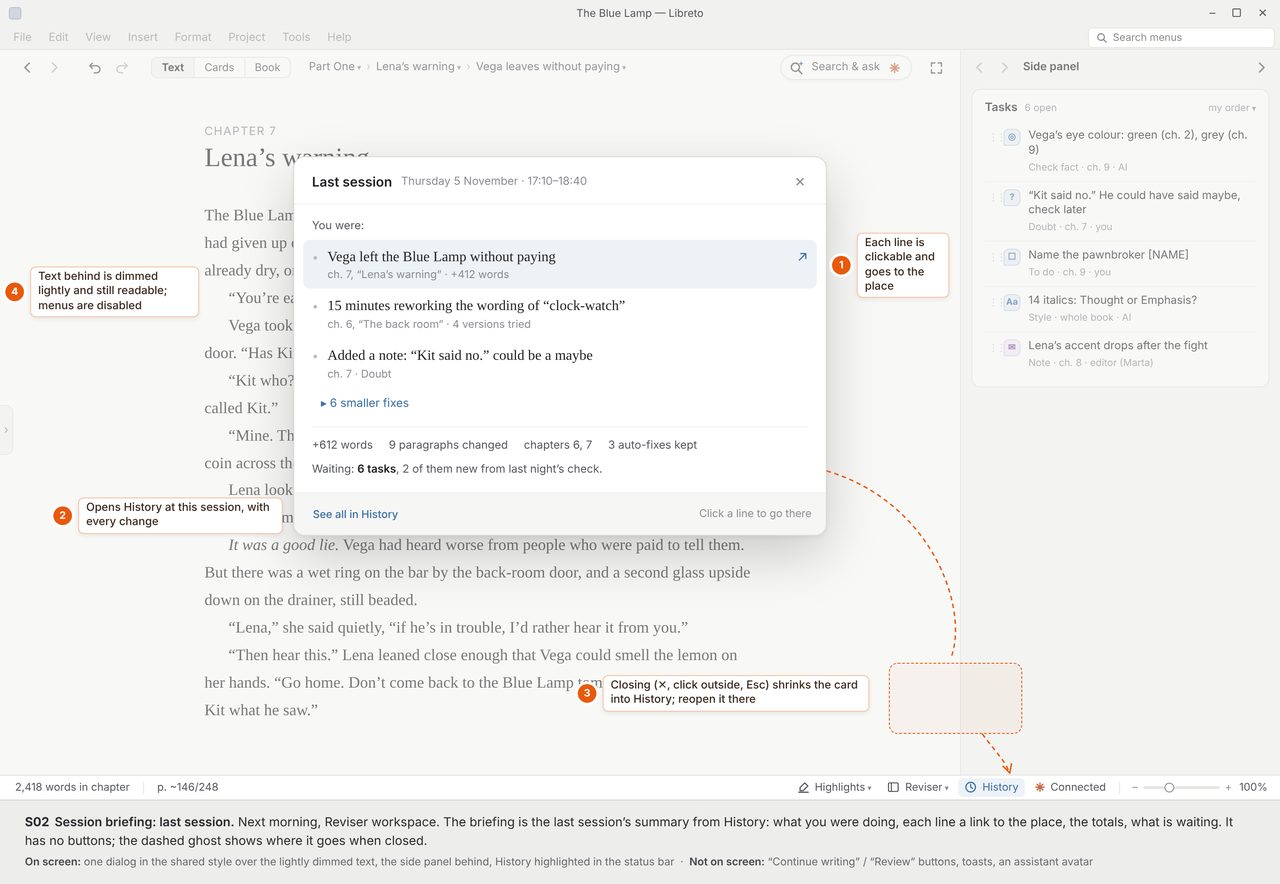 The Blue Lamp — Libreto
File Edit View Insert Format Project Tools Help
Search menus
Text Cards Book
Part One › Lena’s warning › Vega leaves without paying
Search & ask
Side panel
CHAPTER 7
Lena’s warning
The Blue Lam
had given up
already dry, o
“You’re ea
Vega took
door. “Has Ki
“Kit who?
called Kit.”
“Mine. Th
coin across th
Lena look
m
It was a good lie. Vega had heard worse from people who were paid to tell them.
But there was a wet ring on the bar by the back-room door, and a second glass upside
down on the drainer, still beaded.
“Lena,” she said quietly, “if he’s in trouble, I’d rather hear it from you.”
“Then hear this.” Lena leaned close enough that Vega could smell the lemon on
her hands. “Go home. Don’t come back to the Blue Lamp
Kit what he saw.”
Last session Thursday 5 November · 17:10–18:40
You were:
Vega left the Blue Lamp without paying
ch. 7, “Lena’s warning” · +412 words
15 minutes reworking the wording of “clock-watch”
ch. 6, “The back room” · 4 versions tried
Added a note: “Kit said no.” could be a maybe
ch. 7 · Doubt
▸ 6 smaller fixes
+612 words 9 paragraphs changed chapters 6, 7 3 auto-fixes kept
Waiting: 6 tasks, 2 of them new from last night’s check.
See all in History
Click a line to go there
1
Each line is
clickable and
goes to the
place
4
Text behind is dimmed
lightly and still readable;
menus are disabled
2
Opens History at this session, with
every change
3
Closing (✕, click outside, Esc) shrinks the card
into History; reopen it there
Tasks 6 open
my order
Vega’s eye colour: green (ch. 2), grey (ch.
9)
Check fact · ch. 9 · AI
?
“Kit said no.” He could have said maybe,
check later
Doubt · ch. 7 · you
Name the pawnbroker [NAME]
To do · ch. 9 · you
Aa
14 italics: Thought or Emphasis?
Style · whole book · AI
Lena’s accent drops after the fight
Note · ch. 8 · editor (Marta)
2,418 words in chapter
p. ~146/248
Highlights
Reviser
History
Connected
− + 100%
S02 Session briefing: last session. Next morning, Reviser workspace. The briefing is the last session’s summary from History: what you were doing, each line a link to the place, the totals, what is waiting. It
has no buttons; the dashed ghost shows where it goes when closed.
On screen: one dialog in the shared style over the lightly dimmed text, the side panel behind, History highlighted in the status bar · Not on screen: “Continue writing” / “Review” buttons, toasts, an assistant avatar